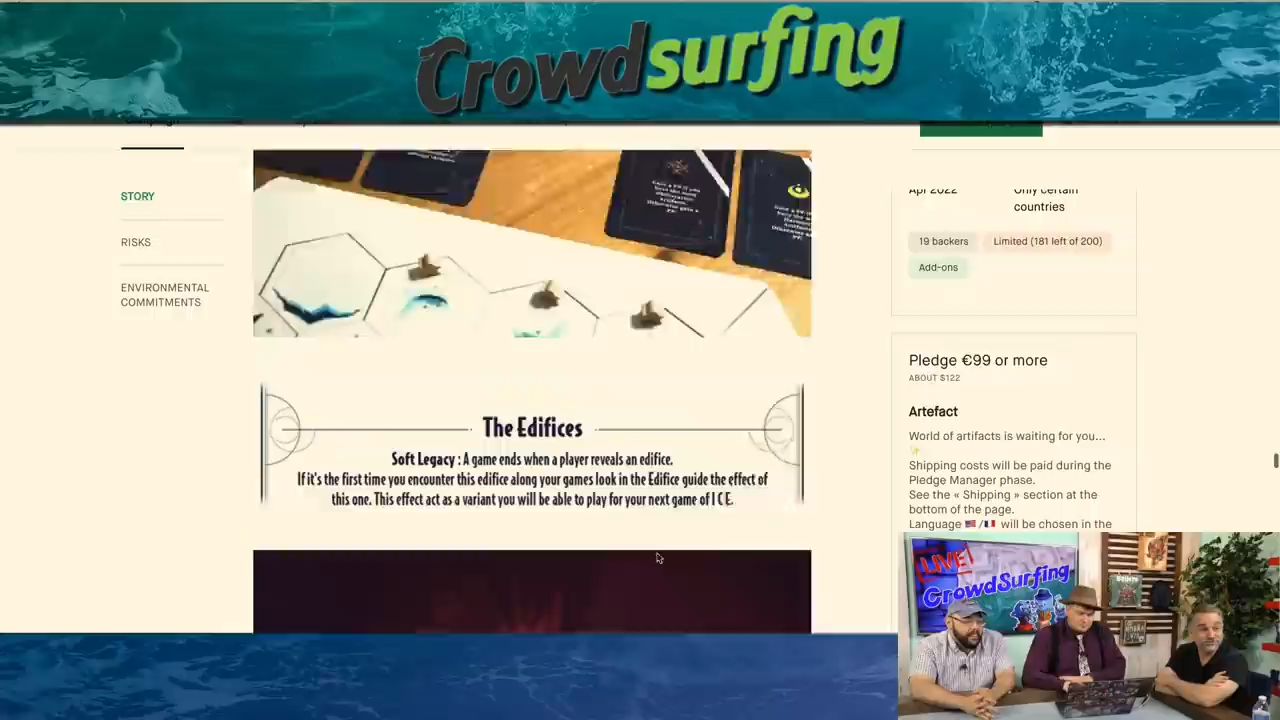 Crowdsurfing
STORY
RISKS
ENVIRONMENTAL
COMMITMENTS
The Edifices
Soft Legacy : A game ends when a player reveals an edifice.
If it's the first time you encounter this edifice along your games look in the Edifice guide the effect of
this one. This effect act as a variant you will be able to play for your next game of I C E.
Apr 2022
Only certain
countries
19 backers
Limited (181 left of 200)
Add-ons
Pledge €99 or more
ABOUT $122
Artefact
World of artifacts is waiting for you...
Shipping costs will be paid during the
Pledge Manager phase.
See the « Shipping » section at the
bottom of the page.
Language 🇺🇸/🇫🇷 will be chosen in the
LIVE!
CrowdSurfing